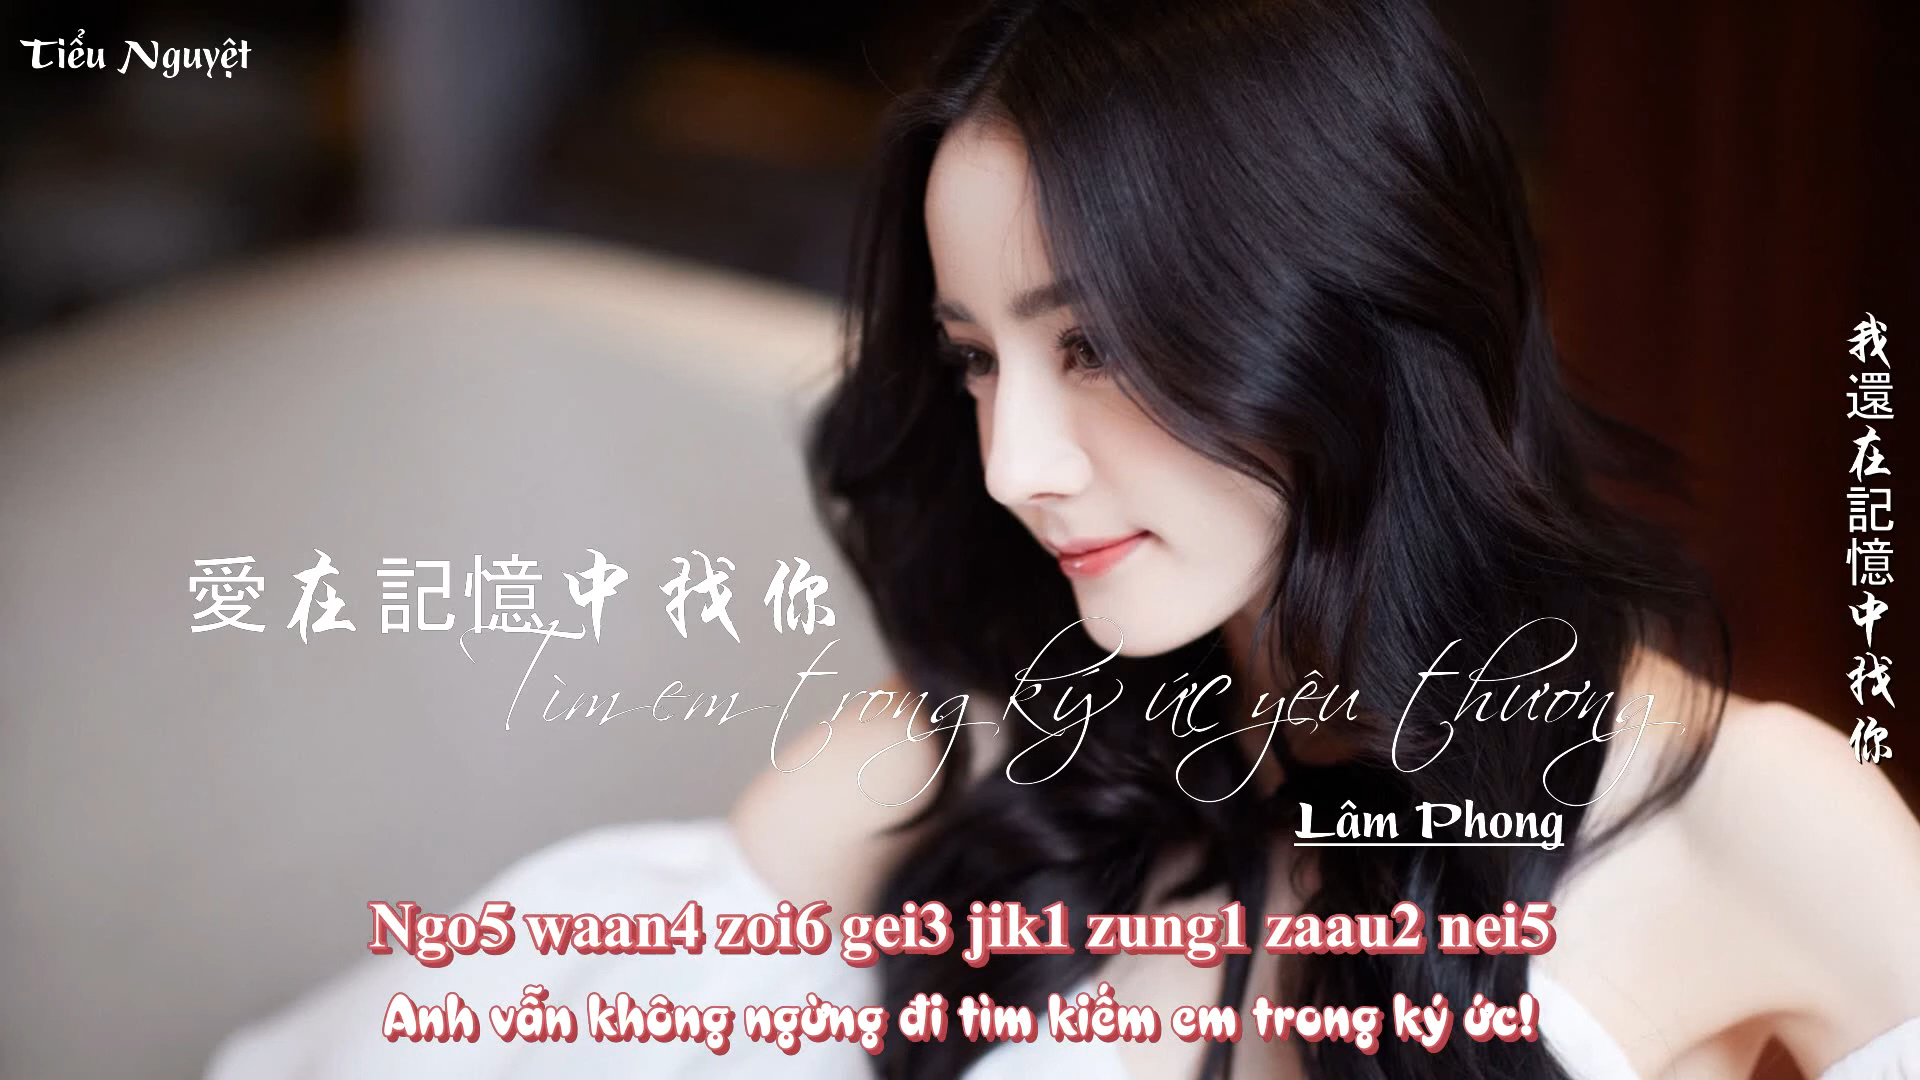 Tiểu Nguyệt
愛在記憶中找你
Tìm em trong ký ức yêu thương
Lâm Phong
我還在記憶中找你
Ngo5 waan4 zoi6 gei3 jik1 zung1 zaau2 nei5
Anh vẫn không ngừng đi tìm kiếm em trong ký ức!